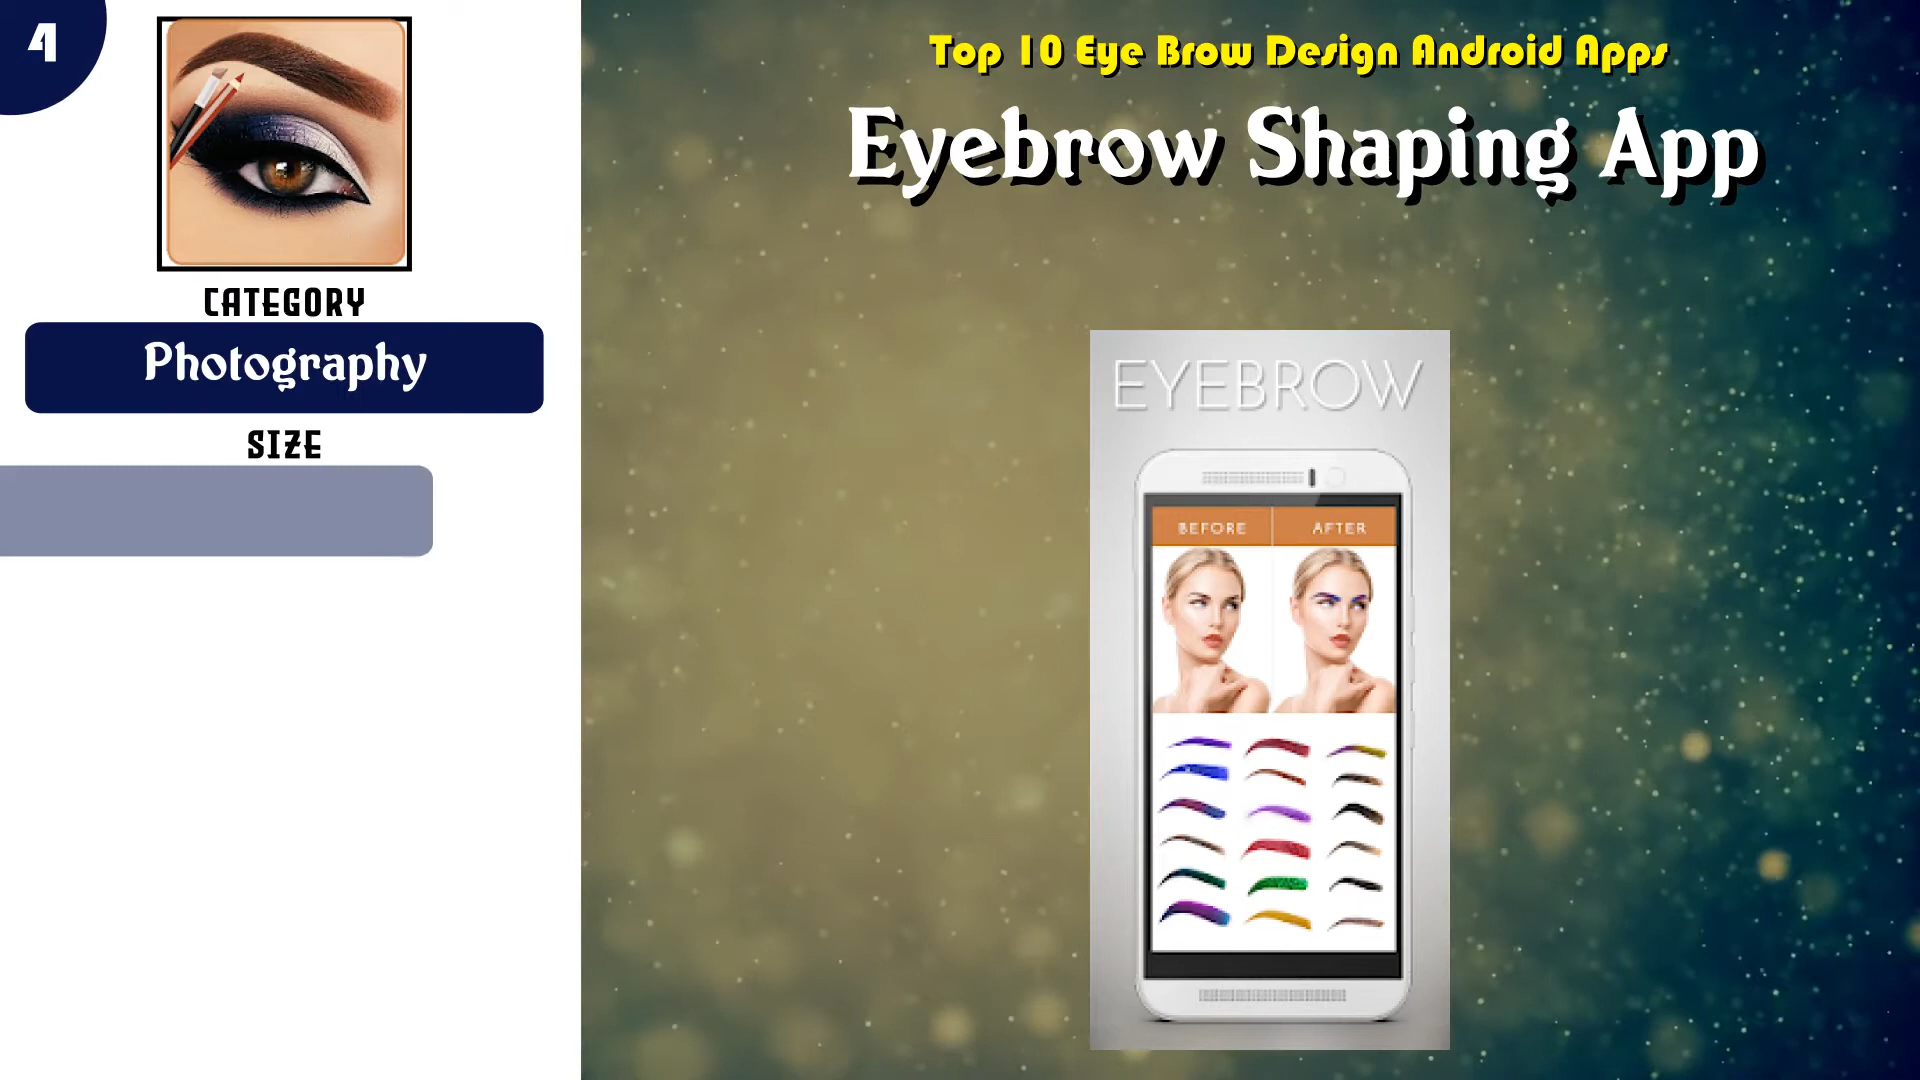 4
CATEGORY
Photography
SIZE
Top 10 Eye Brow Design Android Apps
Eyebrow Shaping App
EYEBROW
BEFORE
AFTER